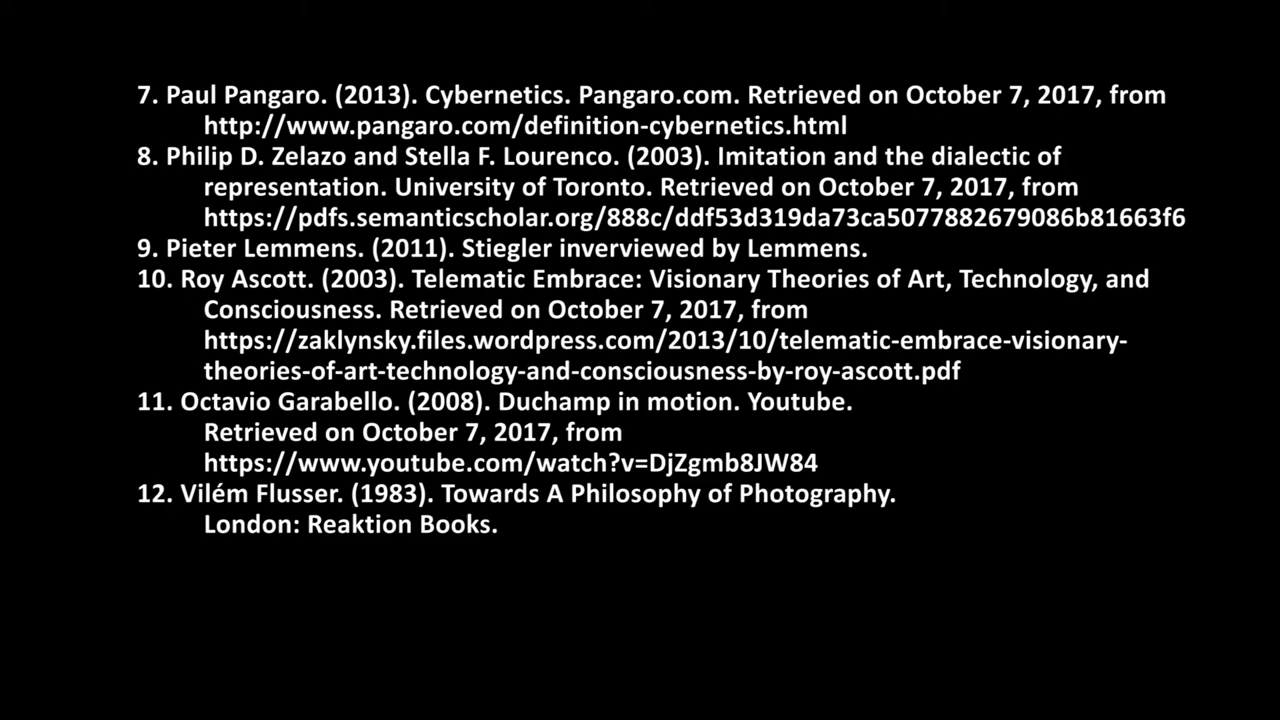 7. Paul Pangaro. (2013). Cybernetics. Pangaro.com. Retrieved on October 7, 2017, from
http://www.pangaro.com/definition-cybernetics.html
8. Philip D. Zelazo and Stella F. Lourenco. (2003). Imitation and the dialectic of
representation. University of Toronto. Retrieved on October 7, 2017, from
https://pdfs.semanticscholar.org/888c/ddf53d319da73ca5077882679086b81663f6
9. Pieter Lemmens. (2011). Stiegler inverviewed by Lemmens.
10. Roy Ascott. (2003). Telematic Embrace: Visionary Theories of Art, Technology, and
Consciousness. Retrieved on October 7, 2017, from
https://zaklynsky.files.wordpress.com/2013/10/telematic-embrace-visionary-
theories-of-art-technology-and-consciousness-by-roy-ascott.pdf
11. Octavio Garabello. (2008). Duchamp in motion. Youtube.
Retrieved on October 7, 2017, from
https://www.youtube.com/watch?v=DjZgmb8JW84
12. Vilém Flusser. (1983). Towards A Philosophy of Photography.
London: Reaktion Books.